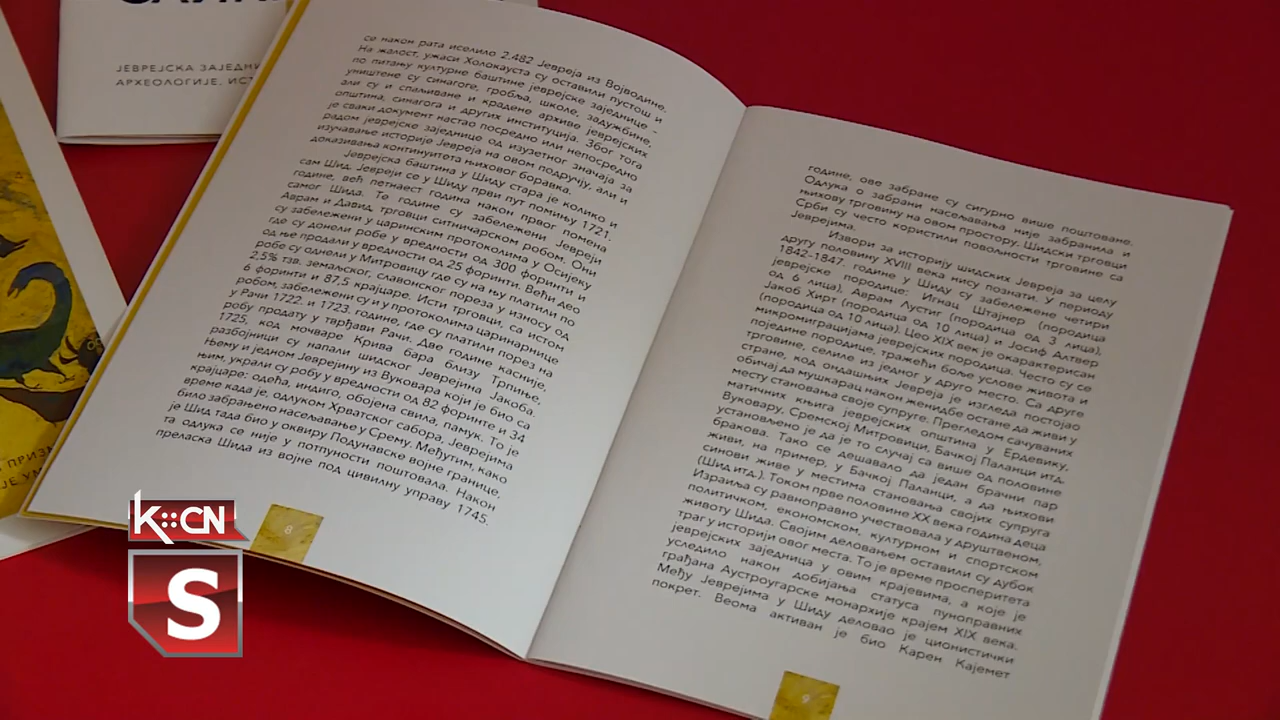 ЈЕВРЕЈСКА ЗАЈЕДНИ
АРХЕОЛОГИЈЕ, ИСТ
се након рата иселило 2.482 Јевреја из Војводине.
На жалост, ужаси Холокауста су оставили пустош и
по питању културне баштине јеврејске заједнице –
уништене су синагоге, гробља, школе, задужбине,
али су и спаљиване и крадене архиве јеврејских
општина, синагога и других институција. Због тога
је сваки документ настао посредно или непосредно
радом јеврејске заједнице од изузетног значаја за
изучавање историје Јевреја на овом подручју, али и
доказивања континуитета њиховог боравка.
Јеврејска баштина у Шиду стара је колико и
сам Шид. Јевреји се у Шиду први пут помињу 1721.
године, већ петнаест година након првог помена
самог Шида. Те године су забележени Јевреји
Аврам и Давид, трговци ситничарском робом. Они
су забележени у царинским протоколима у Осијеку
где су донели робе у вредности од 300 форинти и
од ње продали у вредности од 25 форинти. Већи део
робе су однели у Митровицу где су на њу платили по
2,5% тзв. земаљског, славонског пореза у износу од
6 форинти и 87,5 крајцаре. Исти трговци, са истом
робом, забележени су и у протоколима царинарнице
у Рачи 1722. и 1723. године, где су платили порез на
робу продату у тврђави Рачи. Две године касније,
1725, код мочваре Крива бара близу Трпиње,
разбојници су напали шидског Јеврејина Јакоба.
Њему и једном Јеврејину из Вуковара који је био са
њим, украли су робу у вредности од 82 форинте и 34
крајцаре: одећа, индиго, обојена свила, памук. То је
време када је, одлуком Хрватског сабора, Јеврејима
било забрањено насељавање у Срему. Међутим, како
је Шид тада био у оквиру Подунавске војне границе,
та одлука се није у потпуности поштовала. Након
преласка Шида из војне под цивилну управу 1745.
8
године, ове забране су сигурно више поштоване.
Одлука о забрани насељавања није забранила и
њихову трговину на овом простору. Шидски трговци
Срби су често користили повољности трговине са
Јеврејима.
Извори за историју шидских Јевреја за целу
другу половину XVIII века нису познати. У периоду
1842-1847. године у Шиду су забележене четири
јеврејске породице: Игнац Штајнер (породица
од 6 лица), Аврам Лустиг (породица од 3 лица),
Јакоб Хирт (породица од 10 лица) и Јосиф Алтвер
(породица од 10 лица). Цео XIX век је окарактерисан
микромиграцијама јеврејских породица. Често су се
поједине породице, тражећи боље услове живота и
трговине, селиле из једног у друго место. Са друге
стране, код ондашњих Јевреја је изгледа постојао
обичај да мушкарац након женидбе остане да живи у
месту становања своје супруге. Прегледом сачуваних
матичних књига јеврејских општина у Ердевику,
Вуковару, Сремској Митровици, Бачкој Паланци итд.
установљено је да је то случај са више од половине
бракова. Тако се дешавало да један брачни пар
живи, на пример, у Бачкој Паланци, а да њихови
синови живе у местима становања својих супруга
(Шид итд.). Током прве половине XX века година деца
Израиља су равноправно учествовала у друштвеном,
политичком, економском, културном и спортском
животу Шида. Својим деловањем оставили су дубок
траг у историји овог места. То је време просперитета
јеврејских заједница у овим крајевима, а које је
уследило након добијања статуса пуноправних
грађана Аустроугарске монархије крајем XIX века.
Међу Јеврејима у Шиду деловао је ционистички
покрет. Веома активан је био Карен Кајемет
9
K::CN
S